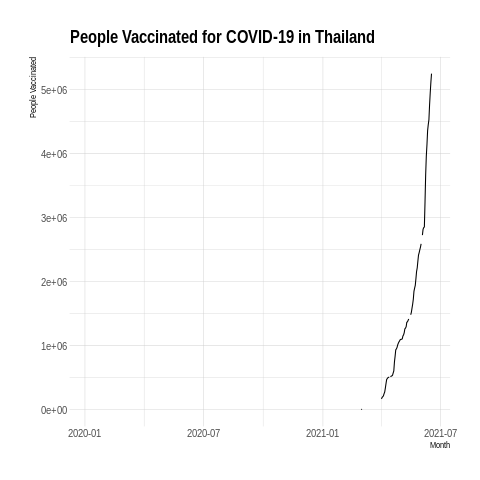 People Vaccinated for COVID-19 in Thailand
People Vaccinated
5e+06
4e+06
3e+06
2e+06
1e+06
0e+00
2020-01 2020-07 2021-01 2021-07
Month